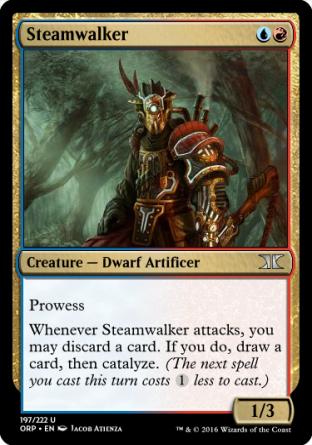 Steamwalker
Creature — Dwarf Artificer
Prowess
Whenever Steamwalker attacks, you
may discard a card. If you do, draw a
card, then catalyze. (The next spell
you cast this turn costs 1 less to cast.)
1/3
197/222 U
ORP • EN Jacob Atienza
™ & © 2016 Wizards of the Coast